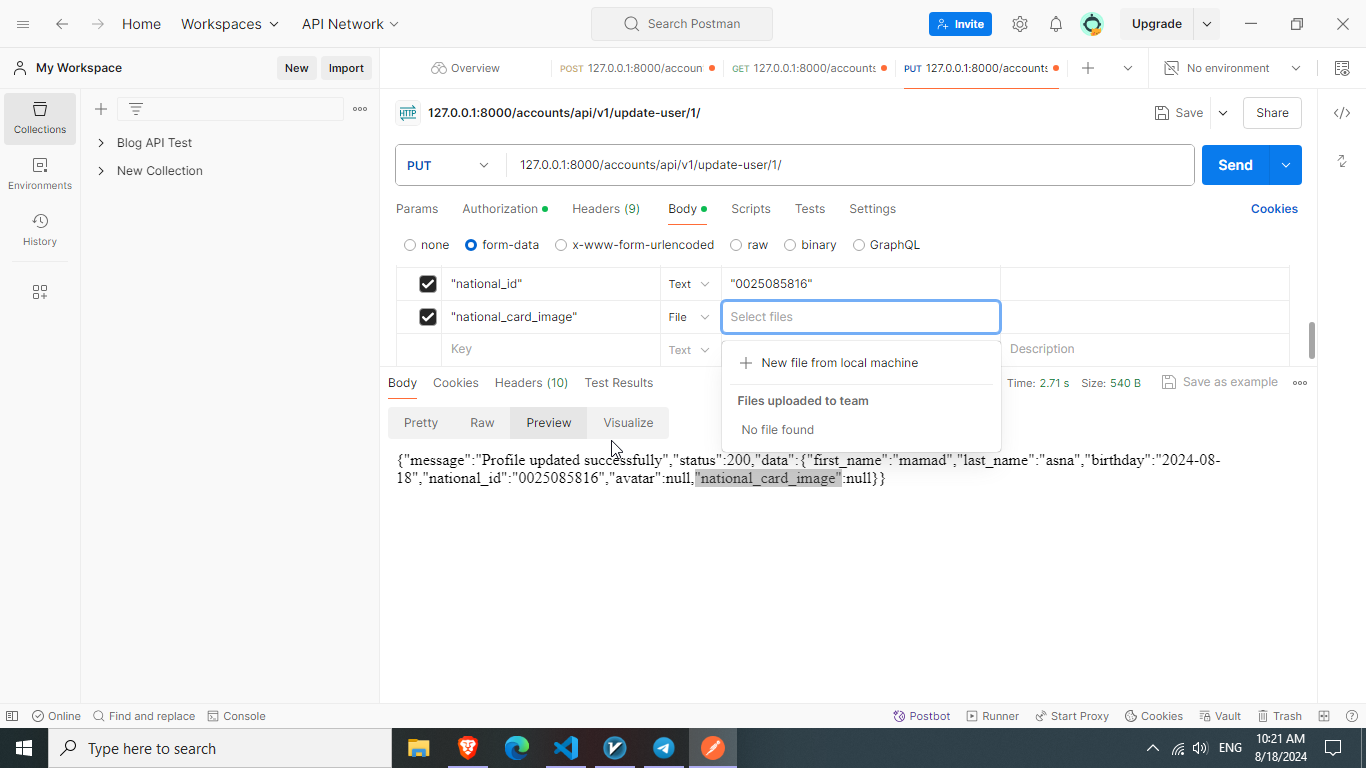 Home
Workspaces
API Network
Search Postman
Invite
Upgrade
My Workspace
New
Import
Overview
POST 127.0.0.1:8000/accoun
GET 127.0.0.1:8000/accounts
PUT 127.0.0.1:8000/accounts
No environment
Collections
Environments
History
Blog API Test
New Collection
HTTP
127.0.0.1:8000/accounts/api/v1/update-user/1/
Save
Share
PUT
127.0.0.1:8000/accounts/api/v1/update-user/1/
Send
Params
Authorization
Headers (9)
Body
Scripts
Tests
Settings
Cookies
none
form-data
x-www-form-urlencoded
raw
binary
GraphQL
"national_id"
Text
"0025085816"
"national_card_image"
File
Select files
Key
Text
Description
New file from local machine
Files uploaded to team
No file found
Body
Cookies
Headers (10)
Test Results
Time: 2.71 s
Size: 540 B
Save as example
Pretty
Raw
Preview
Visualize
{"message":"Profile updated successfully","status":200,"data":{"first_name":"mamad","last_name":"asna","birthday":"2024-08-
18","national_id":"0025085816","avatar":null,"national_card_image":null}}
Online
Find and replace
Console
Postbot
Runner
Start Proxy
Cookies
Vault
Trash
Type here to search
ENG
10:21 AM
8/18/2024